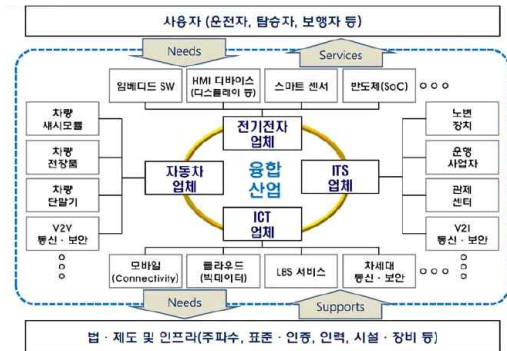 사용자 (운전자, 탑승자, 보행자 등)
Needs
Services
임베디드 SW
HMI 디바이스
(디스플레이 등)
스마트 센서
반도체(SoC)
차량
섀시모듈
차량
전장품
차량
단말기
V2V
통신·보안
전기전자
업체
자동차
업체
융합
산업
ITS
업체
ICT
업체
노변
장치
운행
사업자
관제
센터
V2I
통신·보안
모바일
(Connectivity)
클라우드
(빅데이터)
LBS 서비스
차세대
통신·보안
Needs
Supports
법·제도 및 인프라(주파수, 표준·인증, 인력, 시설·장비 등)